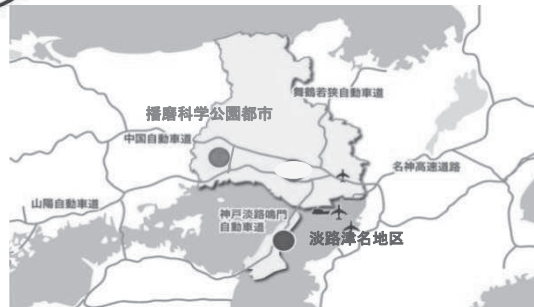 舞鶴若狭自動車道
播磨科学公園都市
中国自動車道
名神高速道路
山陽自動車道
神戸淡路鳴門
自動車道
淡路津名地区